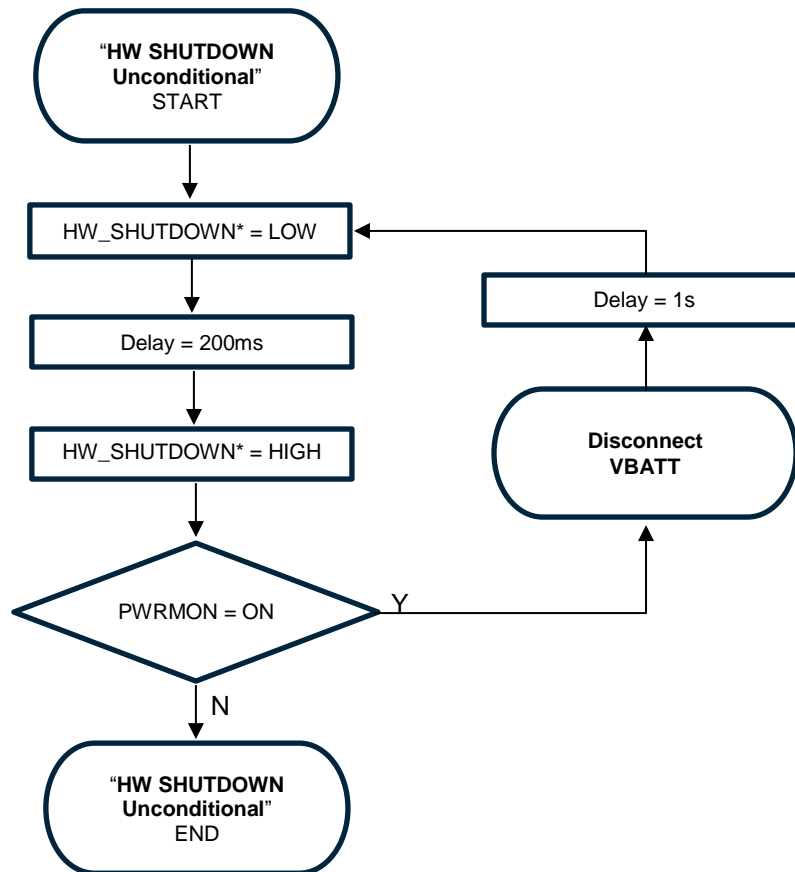 “HW SHUTDOWN
Unconditional”
START
HW_SHUTDOWN* = LOW
Delay = 200ms
HW_SHUTDOWN* = HIGH
PWRMON = ON
Y
N
“HW SHUTDOWN
Unconditional”
END
Disconnect
VBATT
Delay = 1s